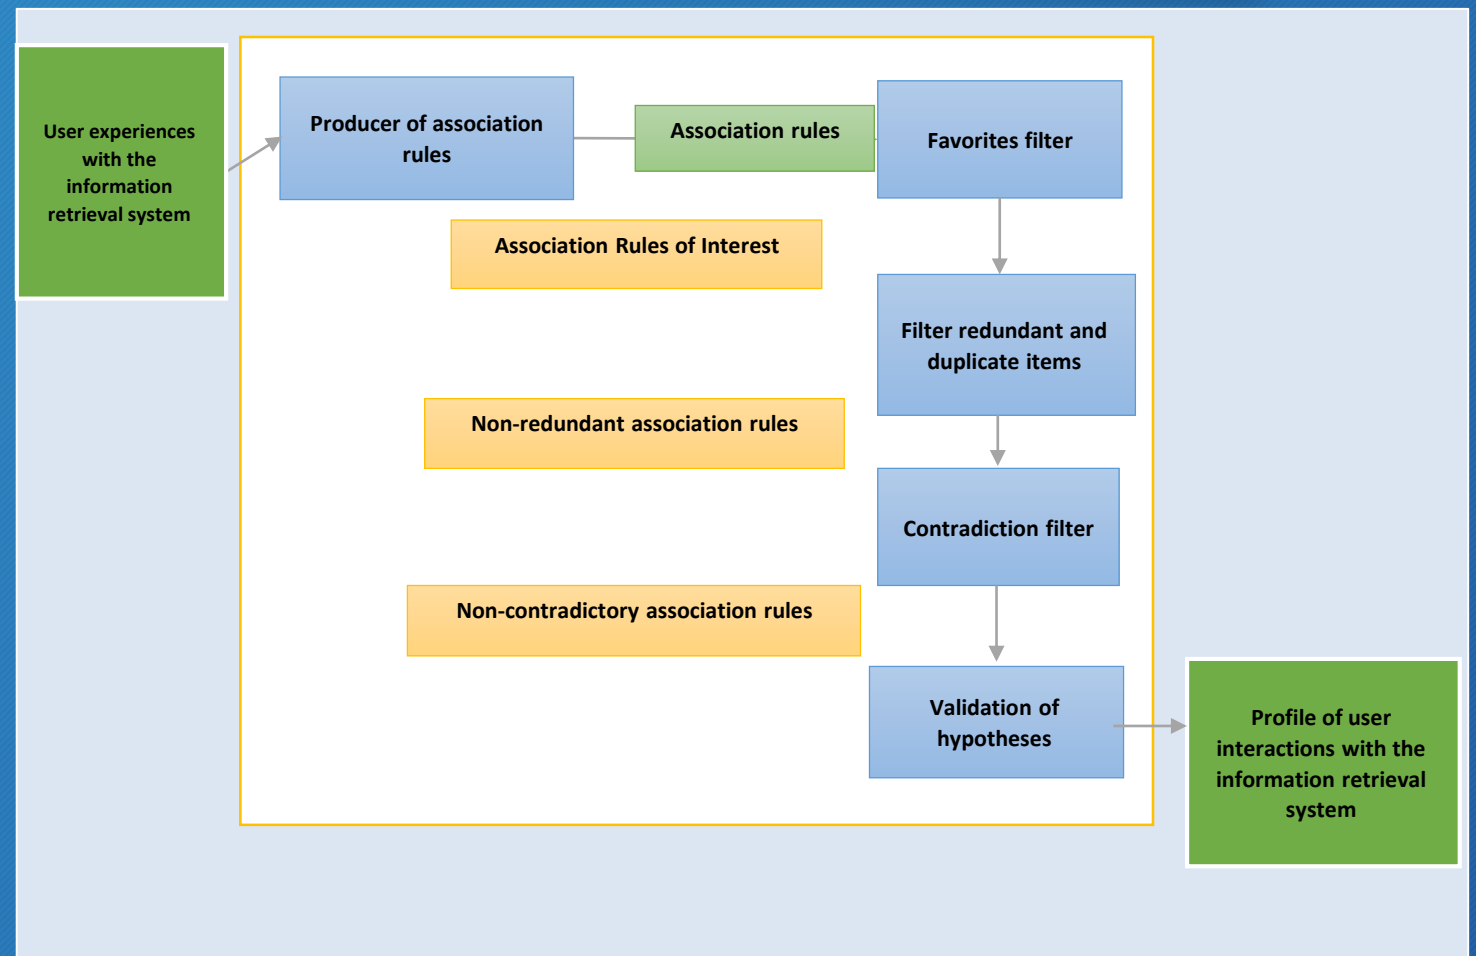 User experiences
with the
information
retrieval system
Producer of association
rules
Association rules
Favorites filter
Association Rules of Interest
Filter redundant and
duplicate items
Non-redundant association rules
Contradiction filter
Non-contradictory association rules
Validation of
hypotheses
Profile of user
interactions with the
information retrieval
system